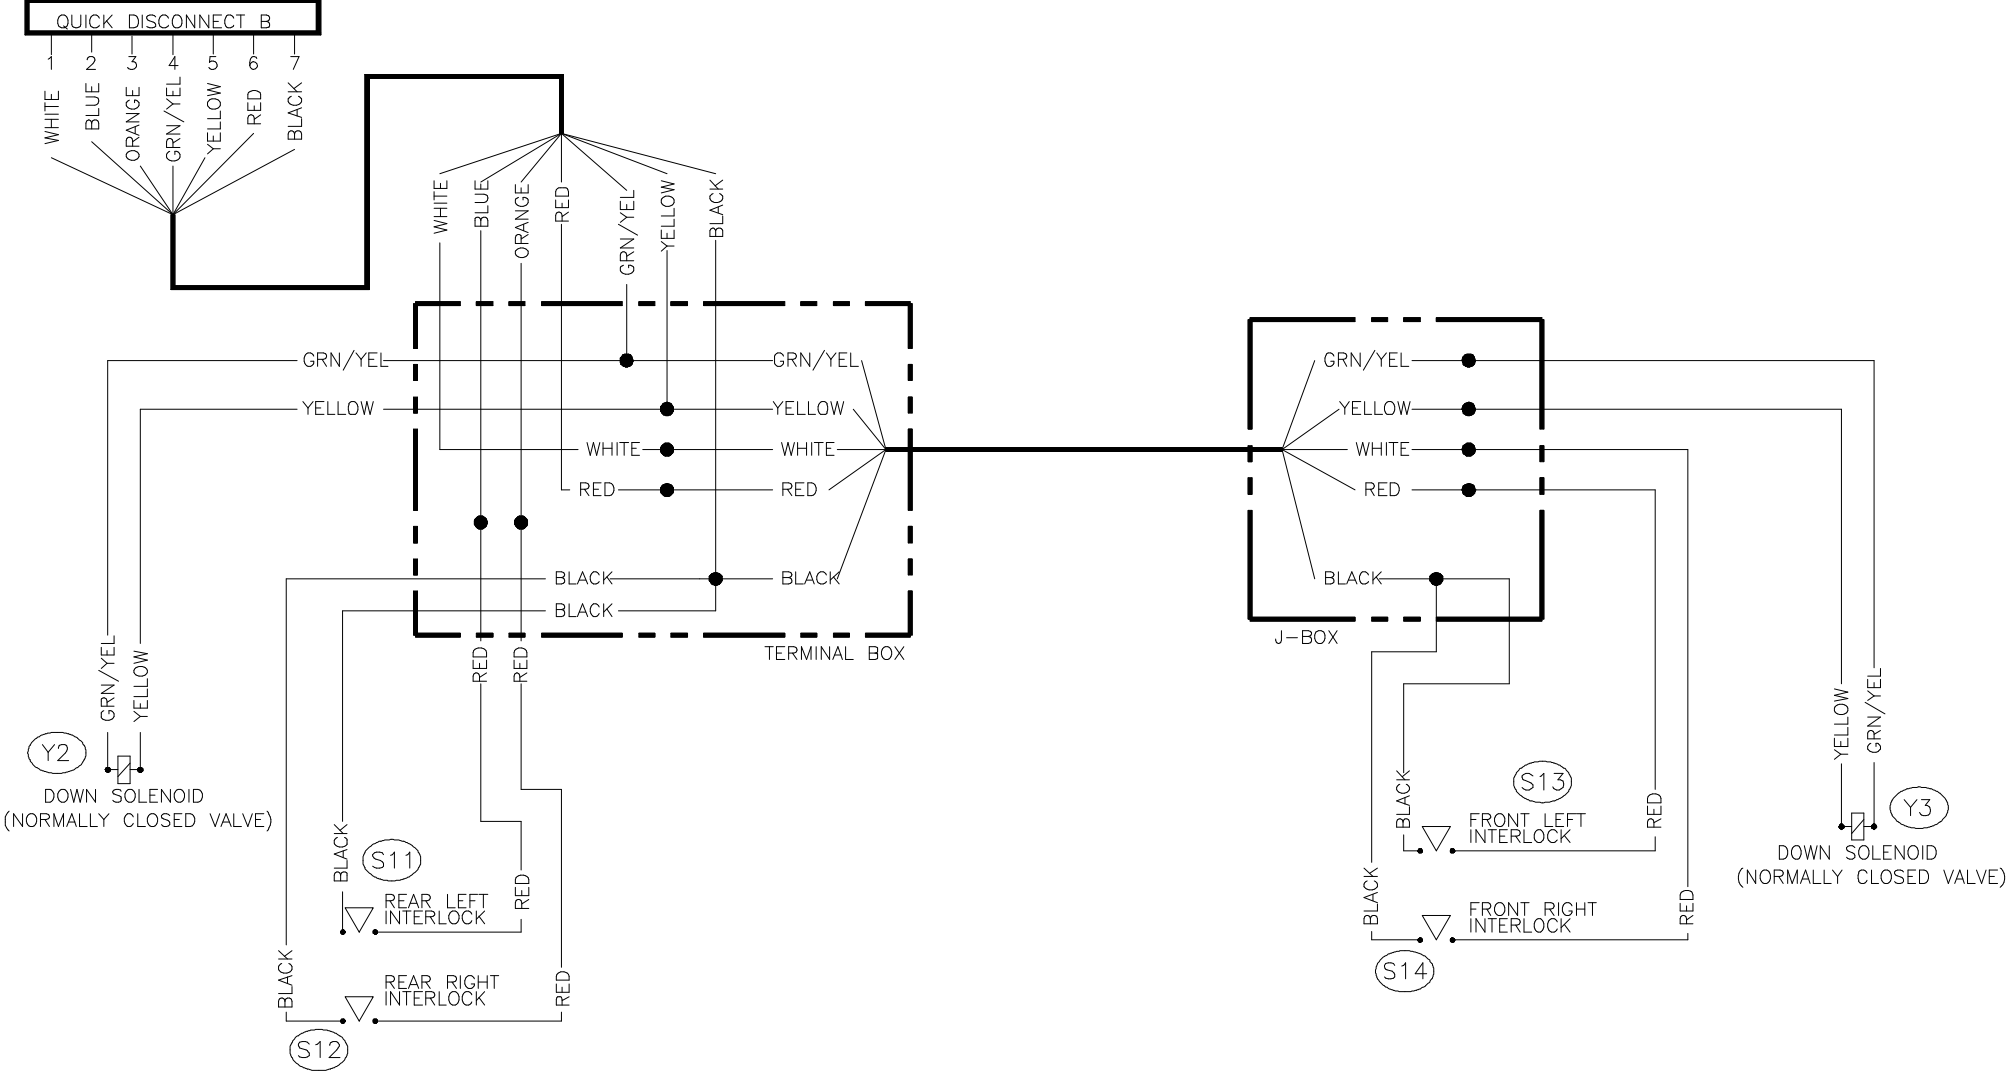 QUICK DISCONNECT B
1 2 3 4 5 6 7
WHITE
BLUE
ORANGE
GRN/YEL
YELLOW
RED
BLACK
WHITE
BLUE
ORANGE
RED
GRN/YEL
YELLOW
BLACK
GRN/YEL
GRN/YEL
YELLOW
YELLOW
WHITE
WHITE
RED
RED
BLACK
BLACK
BLACK
TERMINAL BOX
RED
RED
GRN/YEL
YELLOW
Y2
DOWN SOLENOID
(NORMALLY CLOSED VALVE)
BLACK
S11
REAR LEFT
INTERLOCK
RED
BLACK
REAR RIGHT
INTERLOCK
RED
S12
GRN/YEL
YELLOW
WHITE
RED
BLACK
J-BOX
BLACK
S13
FRONT LEFT
INTERLOCK
RED
BLACK
FRONT RIGHT
INTERLOCK
RED
S14
YELLOW
GRN/YEL
Y3
DOWN SOLENOID
(NORMALLY CLOSED VALVE)